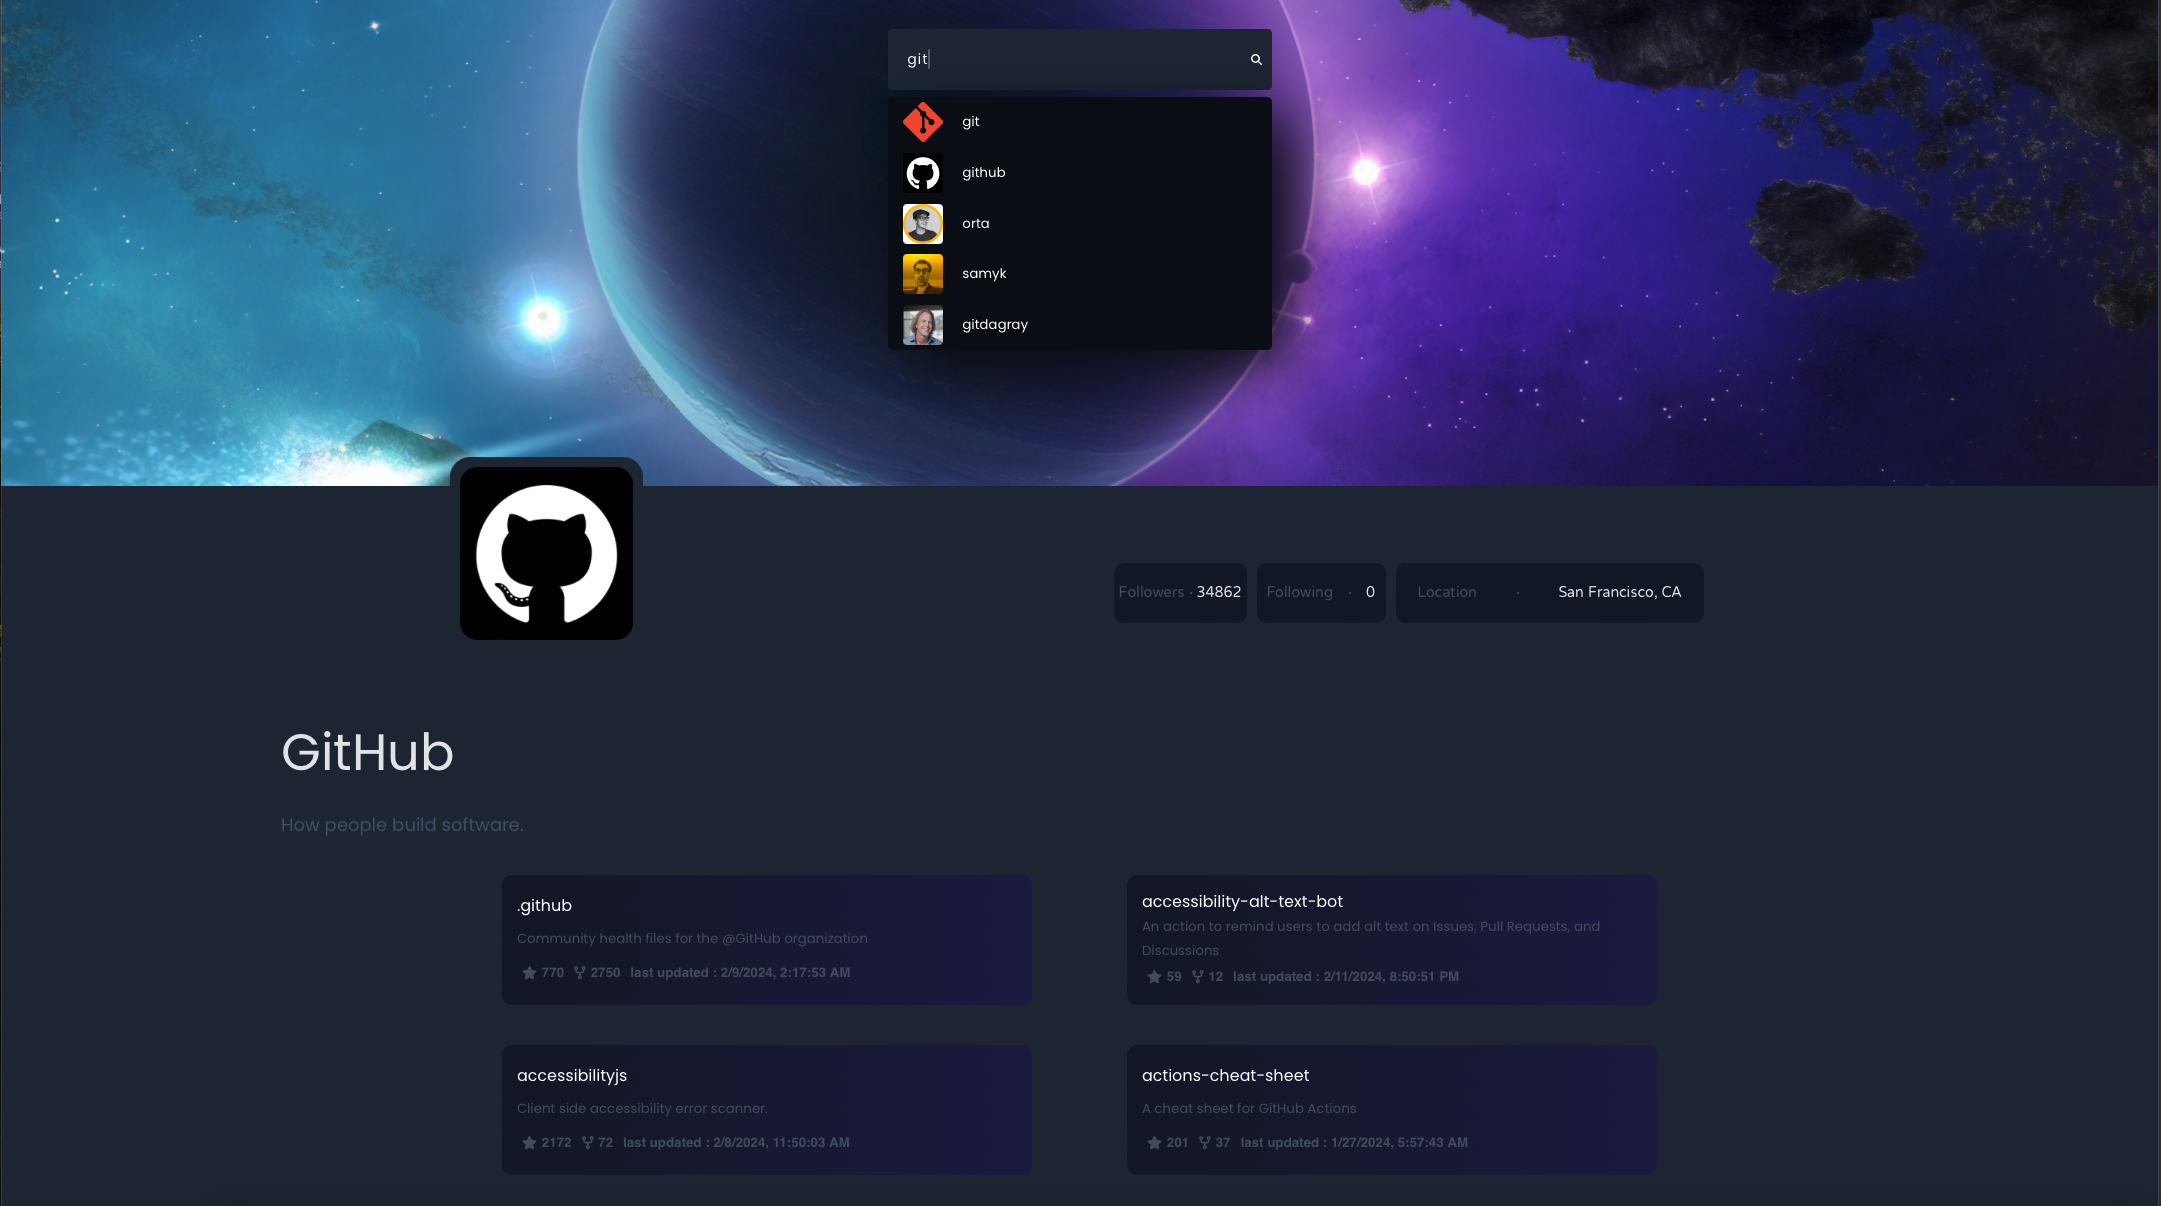 git
git
github
orta
samyk
gitdagray
Followers · 34862
Following · 0
Location · San Francisco, CA
GitHub
How people build software.
.github
Community health files for the @GitHub organization
770 2750 last updated : 2/9/2024, 2:17:53 AM
accessibility-alt-text-bot
An action to remind users to add alt text on Issues, Pull Requests, and
Discussions
59 12 last updated : 2/11/2024, 8:50:51 PM
accessibilityjs
Client side accessibility error scanner.
2172 72 last updated : 2/8/2024, 11:50:03 AM
actions-cheat-sheet
A cheat sheet for GitHub Actions
201 37 last updated : 1/27/2024, 5:57:43 AM